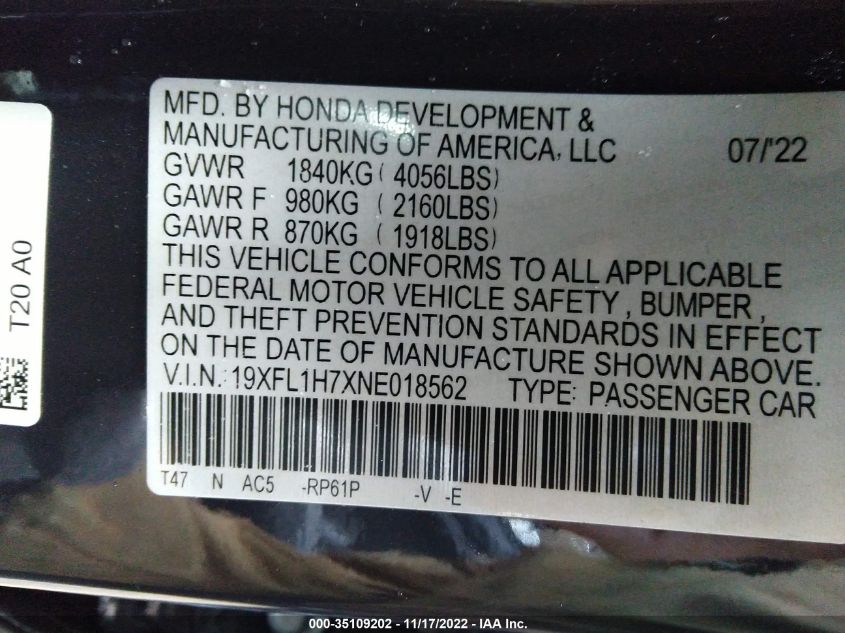 MFD. BY HONDA DEVELOPMENT &
MANUFACTURING OF AMERICA, LLC 07/'22
GVWR 1840KG ( 4056LBS)
GAWR F 980KG ( 2160LBS)
GAWR R 870KG ( 1918LBS)
THIS VEHICLE CONFORMS TO ALL APPLICABLE
FEDERAL MOTOR VEHICLE SAFETY , BUMPER ,
AND THEFT PREVENTION STANDARDS IN EFFECT
ON THE DATE OF MANUFACTURE SHOWN ABOVE.
V.I.N.: 19XFL1H7XNE018562 TYPE: PASSENGER CAR
T47 N AC5 -RP61P -V -E
T20 A0
000-35109202 - 11/17/2022 - IAA Inc.